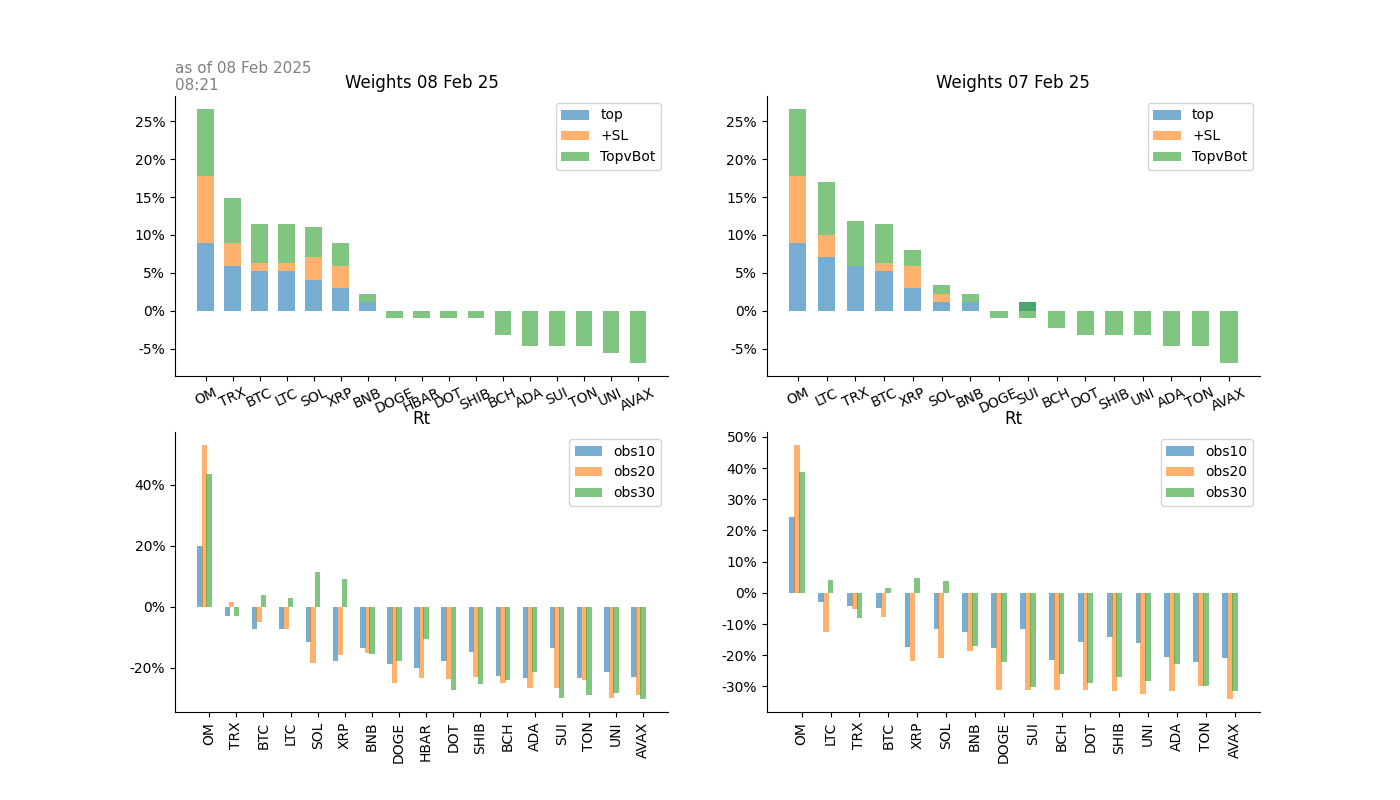 as of 08 Feb 2025
08:21
Weights 08 Feb 25
25%
20%
15%
10%
5%
0%
-5%
top
+SL
TopvBot
OM TRX BTC LTC SOL XRP BNB DOGE HBAR DOT SHIB BCH ADA SUI TON UNI AVAX
Weights 07 Feb 25
25%
20%
15%
10%
5%
0%
-5%
top
+SL
TopvBot
OM LTC TRX BTC XRP SOL BNB DOGE SUI BCH DOT SHIB UNI ADA TON AVAX
Rt
40%
20%
0%
-20%
obs10
obs20
obs30
OM TRX BTC LTC SOL XRP BNB DOGE HBAR DOT SHIB BCH ADA SUI TON UNI AVAX
Rt
50%
40%
30%
20%
10%
0%
-10%
-20%
-30%
obs10
obs20
obs30
OM LTC TRX BTC XRP SOL BNB DOGE SUI BCH DOT SHIB UNI ADA TON AVAX